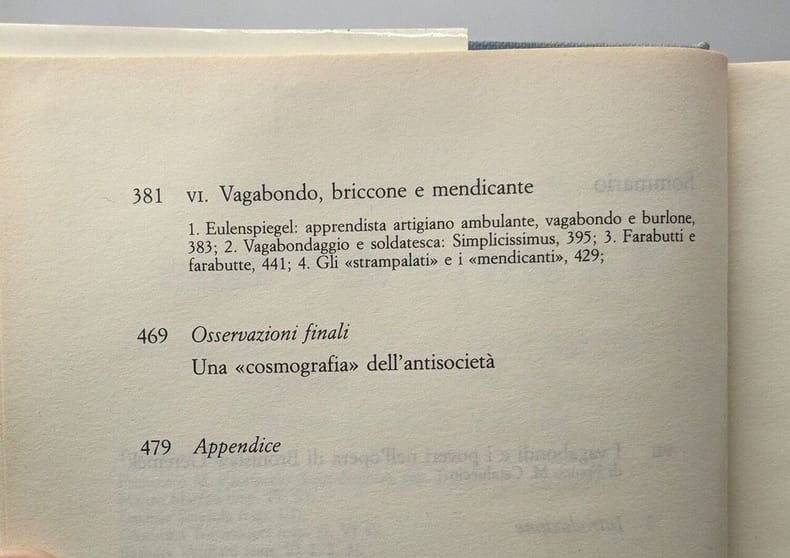 381 VI. Vagabondo, briccone e mendicante
1. Eulenspiegel: apprendista artigiano ambulante, vagabondo e burlone,
383; 2. Vagabondaggio e soldatesca: Simplicissimus, 395; 3. Farabutti e
farabutte, 441; 4. Gli «strampalati» e i «mendicanti», 429;
469 Osservazioni finali
Una «cosmografia» dell'antisocietà
479 Appendice